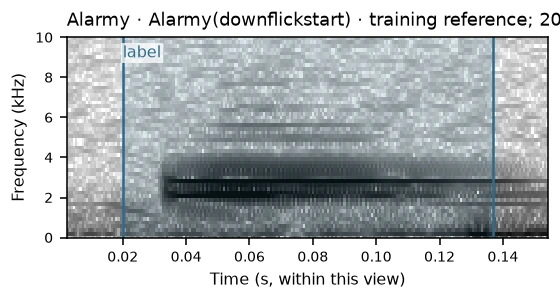 Alarmy · Alarmy(downflickstart) · training reference; 20
label
10
8
6
4
2
0
Frequency (kHz)
0.02 0.04 0.06 0.08 0.10 0.12 0.14
Time (s, within this view)